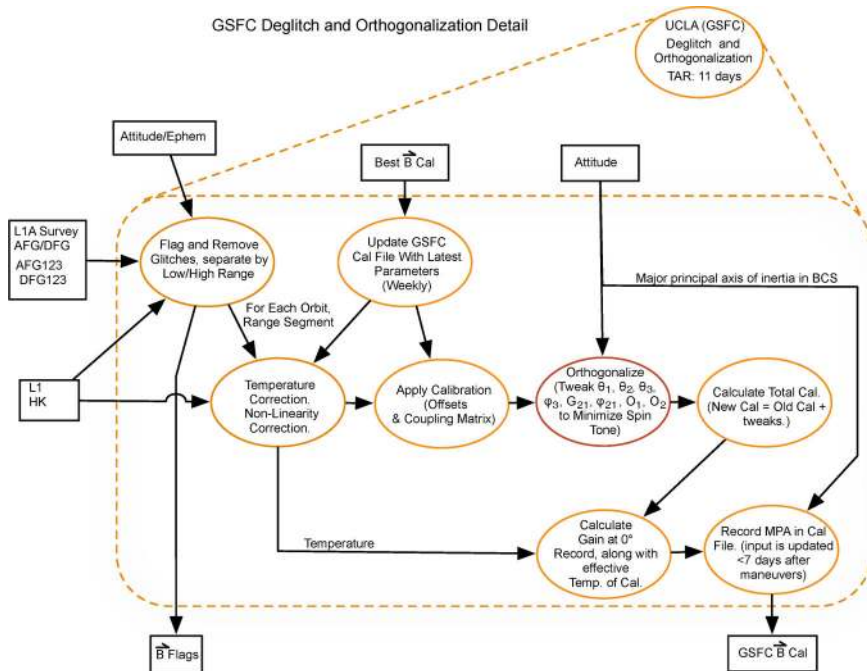 GSFC Deglitch and Orthogonalization Detail
UCLA (GSFC)
Deglitch and
Orthogonalization
TAR: 11 days
Attitude/Ephem
Best B Cal
Attitude
L1A Survey
AFG/DFG
AFG123
DFG123
Flag and Remove
Glitches, separate by
Low/High Range
Update GSFC
Cal File With Latest
Parameters
(Weekly)
Major principal axis of inertia in BCS
For Each Orbit,
Range Segment
L1
HK
Temperature
Correction.
Non-Linearity
Correction.
Apply Calibration
(Offsets
& Coupling Matrix)
Orthogonalize
(Tweak θ1, θ2, θ3,
φ3, G21, φ21, O1, O2
to Minimize Spin
Tone)
Calculate Total Cal.
(New Cal = Old Cal +
tweaks.)
Temperature
Calculate
Gain at 0°
Record, along with
effective
Temp. of Cal.
Record MPA in Cal
File. (input is updated
<7 days after
maneuvers)
B Flags
GSFC B Cal